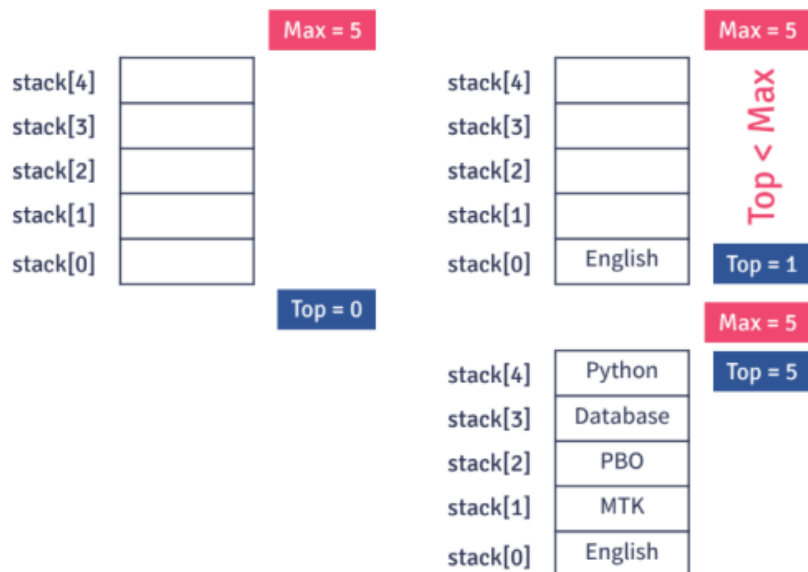 Max = 5
stack[4]
stack[3]
stack[2]
stack[1]
stack[0]
Top = 0
Max = 5
stack[4]
stack[3]
stack[2]
stack[1]
stack[0] English
Top < Max
Top = 1
Max = 5
Top = 5
stack[4] Python
stack[3] Database
stack[2] PBO
stack[1] MTK
stack[0] English